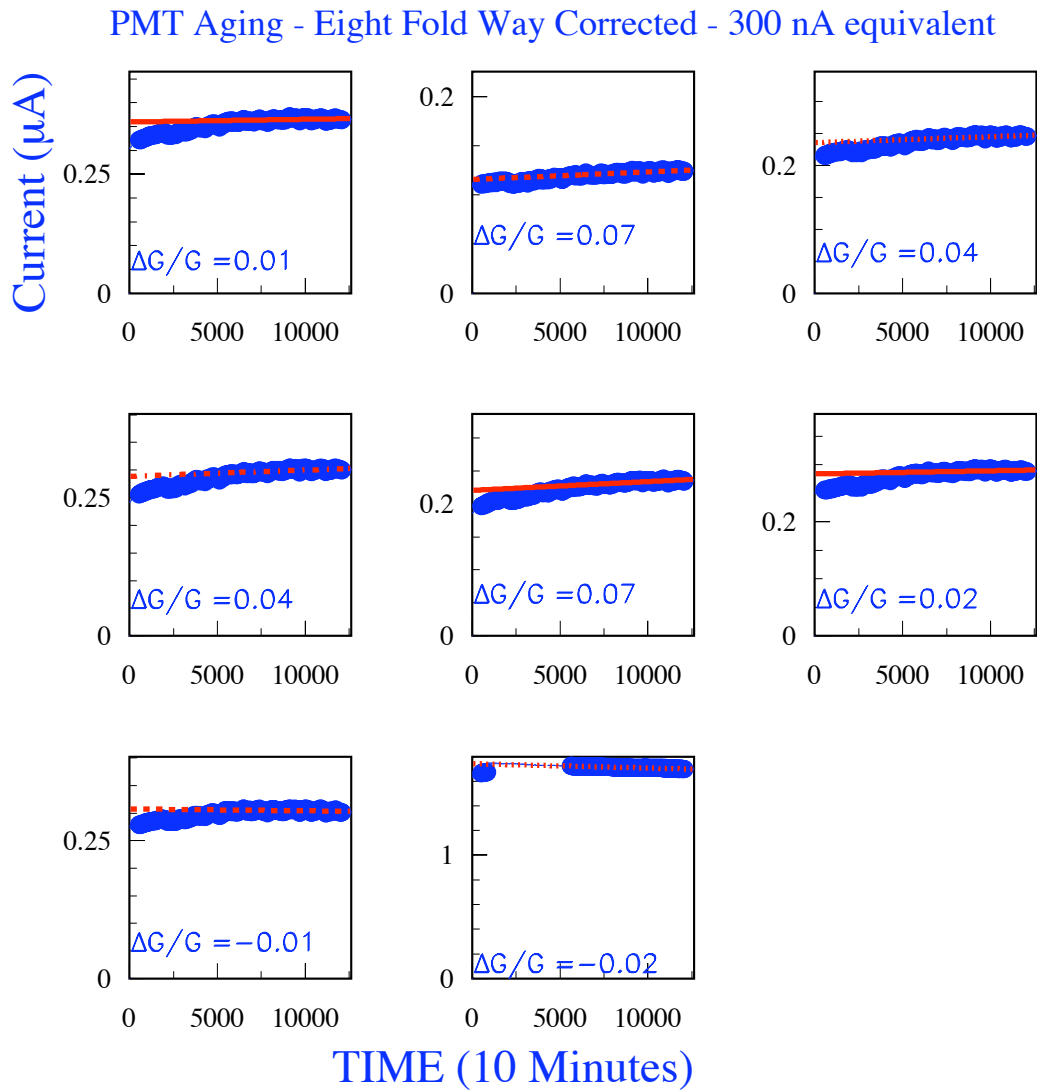 PMT Aging - Eight Fold Way Corrected - 300 nA equivalent
Current (μA)
0.25
0
ΔG/G =0.01
0 5000 10000
0.2
0
ΔG/G =0.07
0 5000 10000
0.2
0
ΔG/G =0.04
0 5000 10000
0.25
0
ΔG/G =0.04
0 5000 10000
0.2
0
ΔG/G =0.07
0 5000 10000
0.2
0
ΔG/G =0.02
0 5000 10000
0.25
0
ΔG/G =−0.01
0 5000 10000
1
0
ΔG/G =−0.02
0 5000 10000
TIME (10 Minutes)